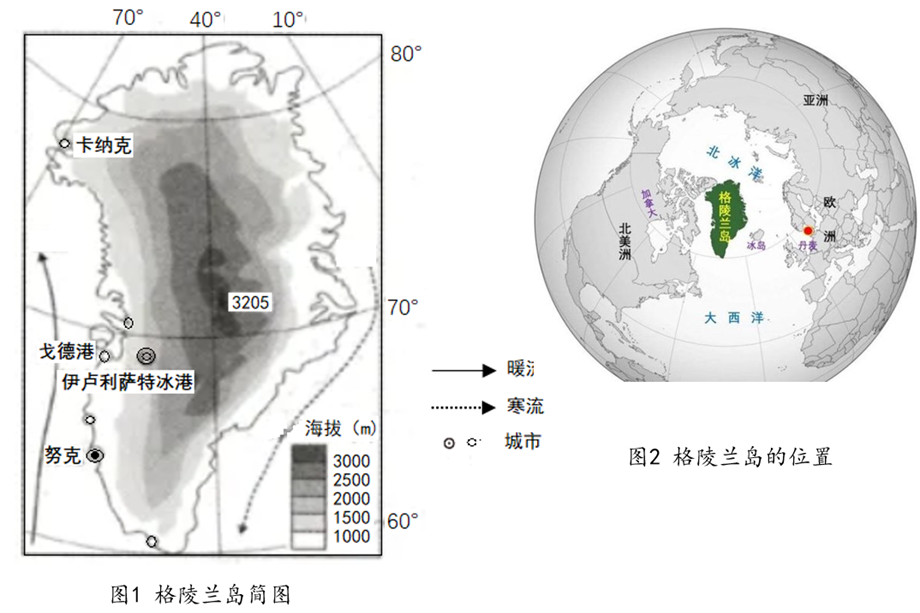 70° 40° 10°
80°
卡纳克
3205
70°
戈德港
伊卢利萨特冰港
努克
海拔 (m)
3000
2500
2000
1500
1000
60°
暖
寒流
城市
图1 格陵兰岛简图
亚洲
北冰洋
加拿大
格陵兰岛
欧洲
北美洲
冰岛
丹麦
大西洋
图2 格陵兰岛的位置